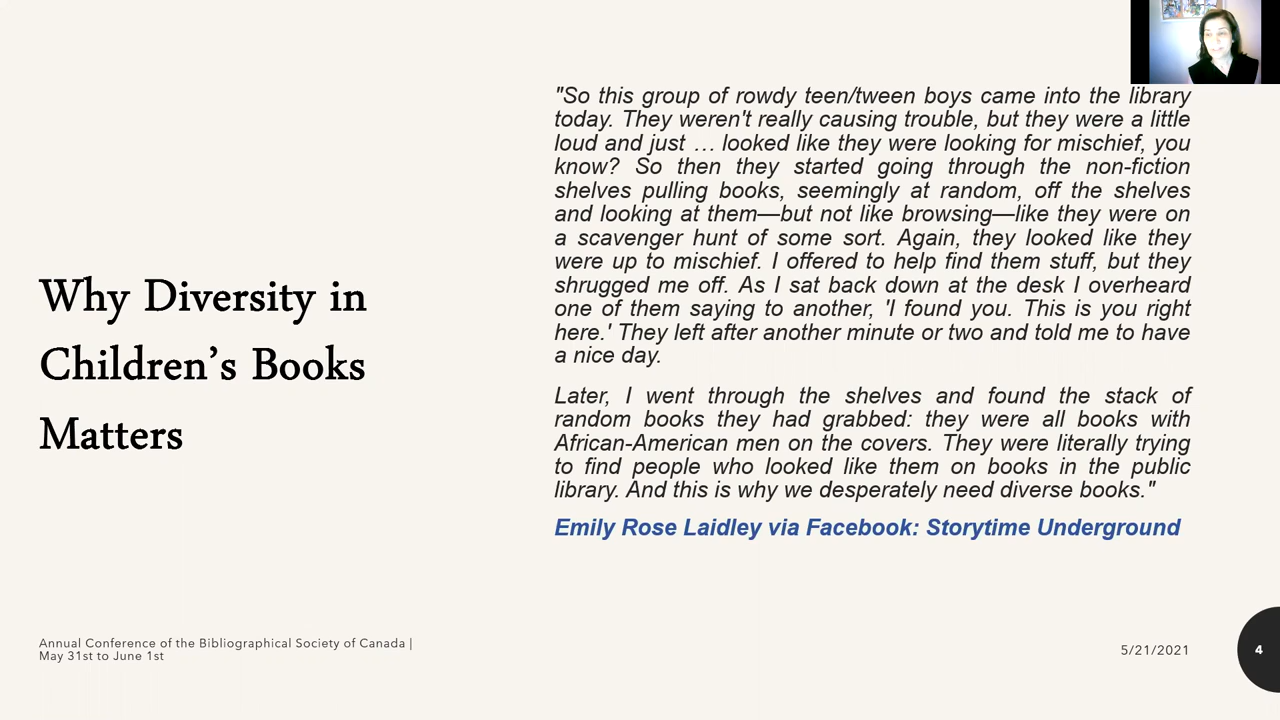 Why Diversity in
Children’s Books
Matters
"So this group of rowdy teen/tween boys came into the library
today. They weren't really causing trouble, but they were a little
loud and just … looked like they were looking for mischief, you
know? So then they started going through the non-fiction
shelves pulling books, seemingly at random, off the shelves
and looking at them—but not like browsing—like they were on
a scavenger hunt of some sort. Again, they looked like they
were up to mischief. I offered to help find them stuff, but they
shrugged me off. As I sat back down at the desk I overheard
one of them saying to another, 'I found you. This is you right
here.' They left after another minute or two and told me to have
a nice day.
Later, I went through the shelves and found the stack of
random books they had grabbed: they were all books with
African-American men on the covers. They were literally trying
to find people who looked like them on books in the public
library. And this is why we desperately need diverse books."
Emily Rose Laidley via Facebook: Storytime Underground
Annual Conference of the Bibliographical Society of Canada |
May 31st to June 1st
5/21/2021
4